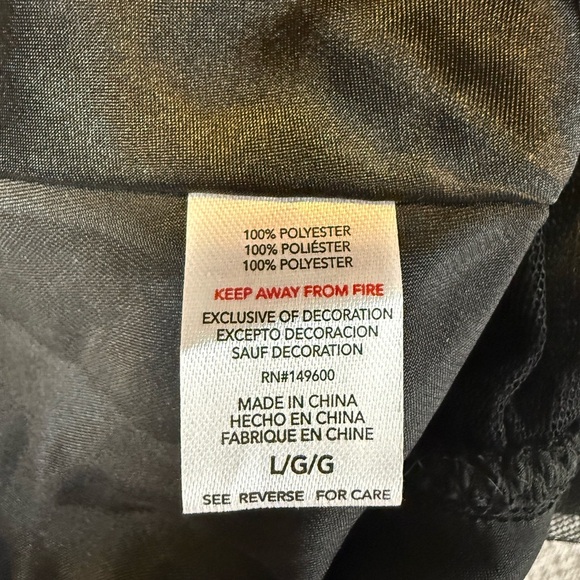 100% POLYESTER
100% POLIÉSTER
100% POLYESTER
KEEP AWAY FROM FIRE
EXCLUSIVE OF DECORATION
EXCEPTO DECORACION
SAUF DECORATION
RN#149600
MADE IN CHINA
HECHO EN CHINA
FABRIQUE EN CHINE
L/G/G
SEE REVERSE FOR CARE